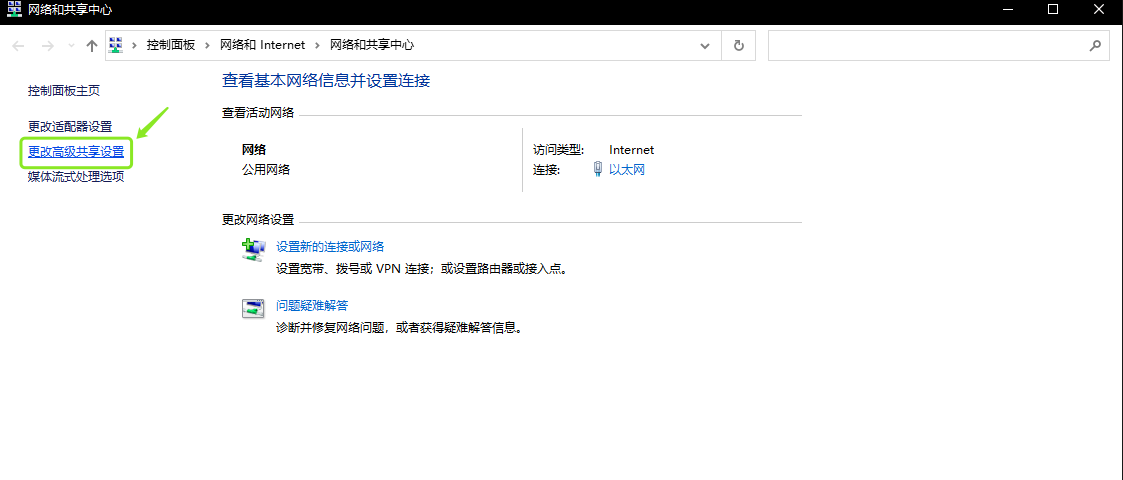 网络和共享中心
控制面板 网络和 Internet 网络和共享中心
控制面板主页
更改适配器设置
更改高级共享设置
媒体流式处理选项
查看基本网络信息并设置连接
查看活动网络
网络
公用网络
访问类型: Internet
连接: 以太网
更改网络设置
设置新的连接或网络
设置宽带、拨号或 VPN 连接；或设置路由器或接入点。
问题疑难解答
诊断并修复网络问题，或者获得疑难解答信息。